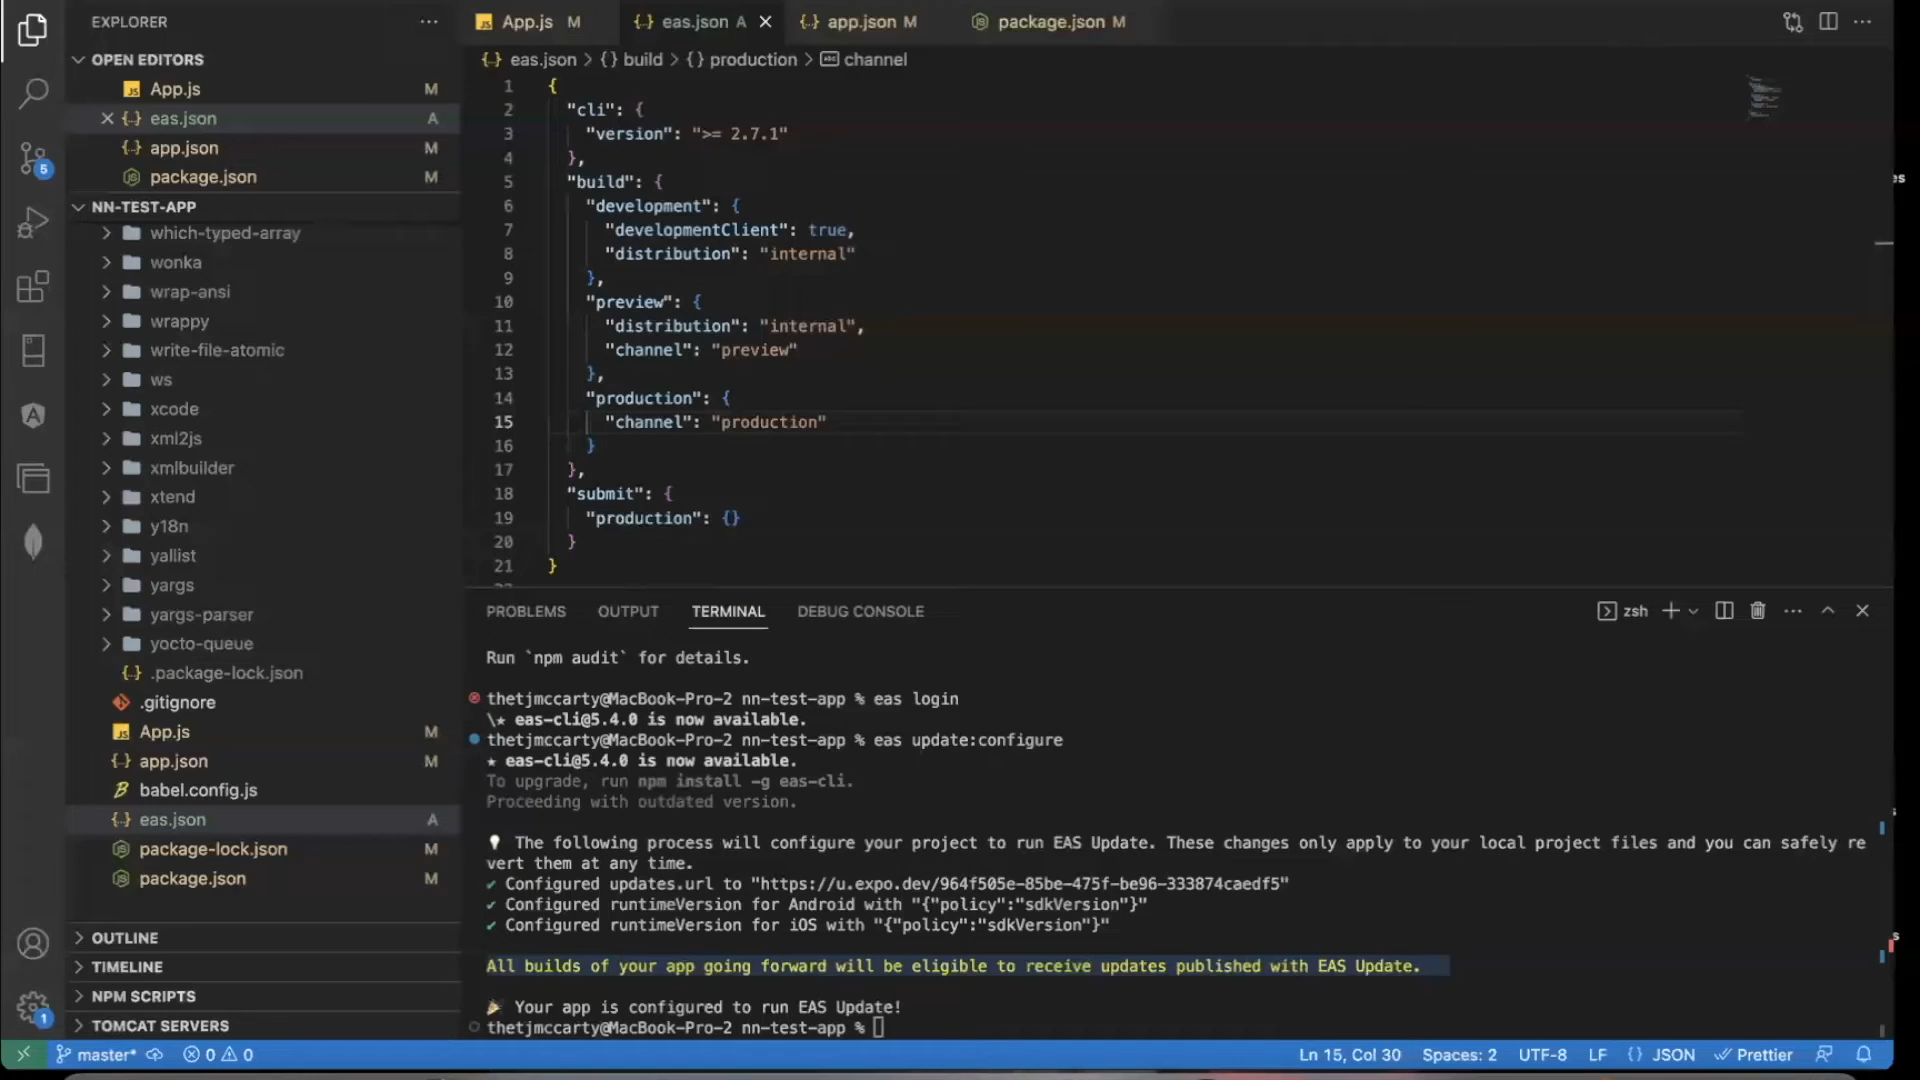 EXPLORER
OPEN EDITORS
App.js M
eas.json A
app.json M
package.json M
NN-TEST-APP
which-typed-array
wonka
wrap-ansi
wrappy
write-file-atomic
ws
xcode
xml2js
xmlbuilder
xtend
y18n
yallist
yargs
yargs-parser
yocto-queue
.package-lock.json
.gitignore
App.js M
app.json M
babel.config.js
eas.json A
package-lock.json M
package.json M
OUTLINE
TIMELINE
NPM SCRIPTS
TOMCAT SERVERS
5
1
App.js M eas.json A app.json M package.json M
eas.json > {} build > {} production > channel
1 {
2 "cli": {
3 "version": ">= 2.7.1"
4 },
5 "build": {
6 "development": {
7 "developmentClient": true,
8 "distribution": "internal"
9 },
10 "preview": {
11 "distribution": "internal",
12 "channel": "preview"
13 },
14 "production": {
15 "channel": "production"
16 }
17 },
18 "submit": {
19 "production": {}
20 }
21 }
PROBLEMS OUTPUT TERMINAL DEBUG CONSOLE zsh
Run `npm audit` for details.
thetjmccarty@MacBook-Pro-2 nn-test-app % eas login
\★ eas-cli@5.4.0 is now available.
thetjmccarty@MacBook-Pro-2 nn-test-app % eas update:configure
★ eas-cli@5.4.0 is now available.
To upgrade, run npm install -g eas-cli.
Proceeding with outdated version.
💡 The following process will configure your project to run EAS Update. These changes only apply to your local project files and you can safely re
vert them at any time.
✔ Configured updates.url to "https://u.expo.dev/964f505e-85be-475f-be96-333874caedf5"
✔ Configured runtimeVersion for Android with "{"policy":"sdkVersion"}"
✔ Configured runtimeVersion for iOS with "{"policy":"sdkVersion"}"
All builds of your app going forward will be eligible to receive updates published with EAS Update.
🎉 Your app is configured to run EAS Update!
thetjmccarty@MacBook-Pro-2 nn-test-app %
master* 0 0 Ln 15, Col 30 Spaces: 2 UTF-8 LF {} JSON Prettier